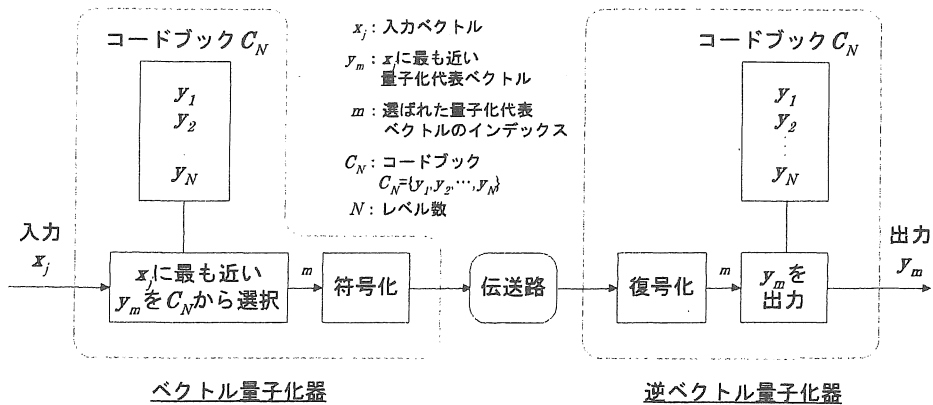 コードブック C_N
y_1
y_2
y_N
入力
x_j
x_jに最も近い
y_mをC_Nから選択
m
符号化
ベクトル量子化器
x_j：入力ベクトル
y_m：x_jに最も近い
量子化代表ベクトル
m：選ばれた量子化代表
ベクトルのインデックス
C_N：コードブック
C_N={y_1,y_2,…,y_N}
N：レベル数
伝送路
コードブック C_N
y_1
y_2
⋮
y_N
復号化
m
y_mを
出力
出力
y_m
逆ベクトル量子化器